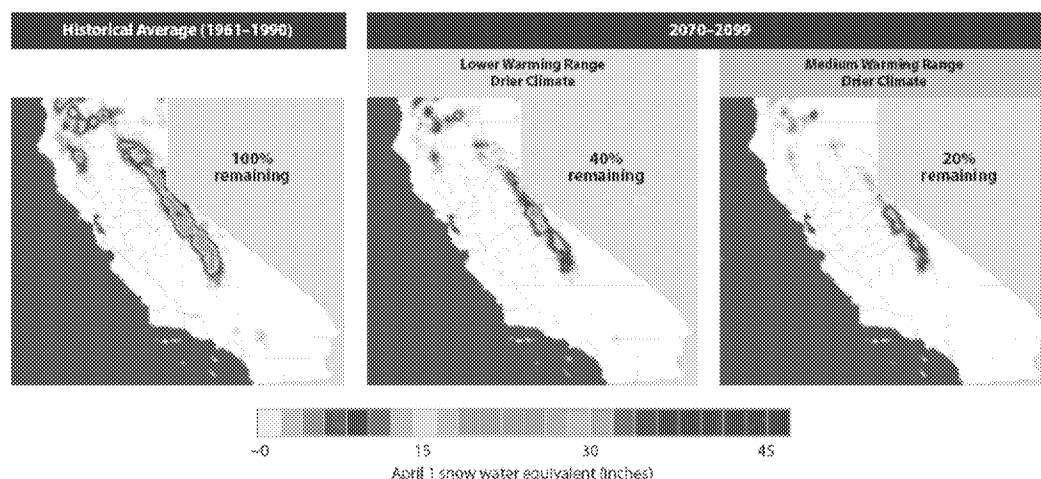 Historical Average (1961–1990)
2070–2099
Lower Warming Range
Drier Climate
Medium Warming Range
Drier Climate
100%
remaining
40%
remaining
20%
remaining
~0
15
30
45
April 1 snow water equivalent (inches)